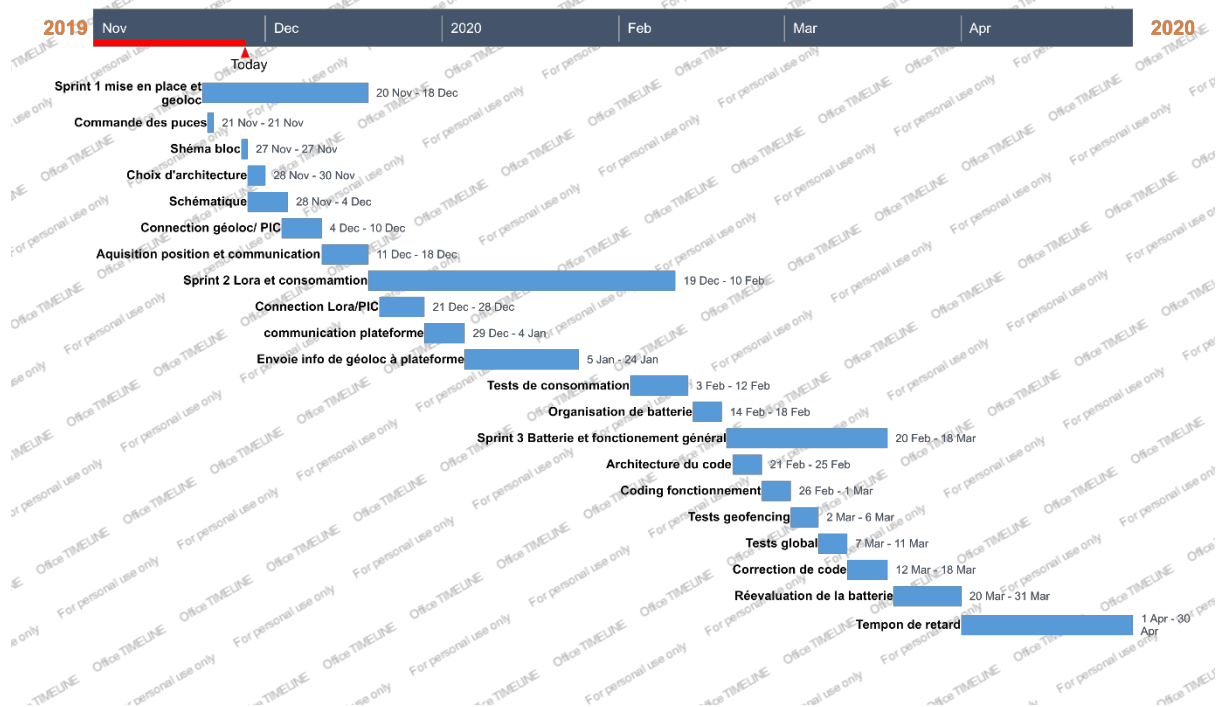 2019 Nov Dec 2020 Feb Mar Apr 2020
Today
Sprint 1 mise en place et
geoloc
20 Nov - 18 Dec
Commande des puces 21 Nov - 21 Nov
Shéma bloc 27 Nov - 27 Nov
Choix d'architecture 28 Nov - 30 Nov
Schématique 28 Nov - 4 Dec
Connection géoloc/ PIC 4 Dec - 10 Dec
Aquisition position et communication 11 Dec - 18 Dec
Sprint 2 Lora et consomamtion 19 Dec - 10 Feb
Connection Lora/PIC 21 Dec - 28 Dec
communication plateforme 29 Dec - 4 Jan
Envoie info de géoloc à plateforme 5 Jan - 24 Jan
Tests de consommation 3 Feb - 12 Feb
Organisation de batterie 14 Feb - 18 Feb
Sprint 3 Batterie et fonctionement général 20 Feb - 18 Mar
Architecture du code 21 Feb - 25 Feb
Coding fonctionnement 26 Feb - 1 Mar
Tests geofencing 2 Mar - 6 Mar
Tests global 7 Mar - 11 Mar
Correction de code 12 Mar - 18 Mar
Réevaluation de la batterie 20 Mar - 31 Mar
Tempon de retard 1 Apr - 30
Apr
Office TIMELINE
For personal use only